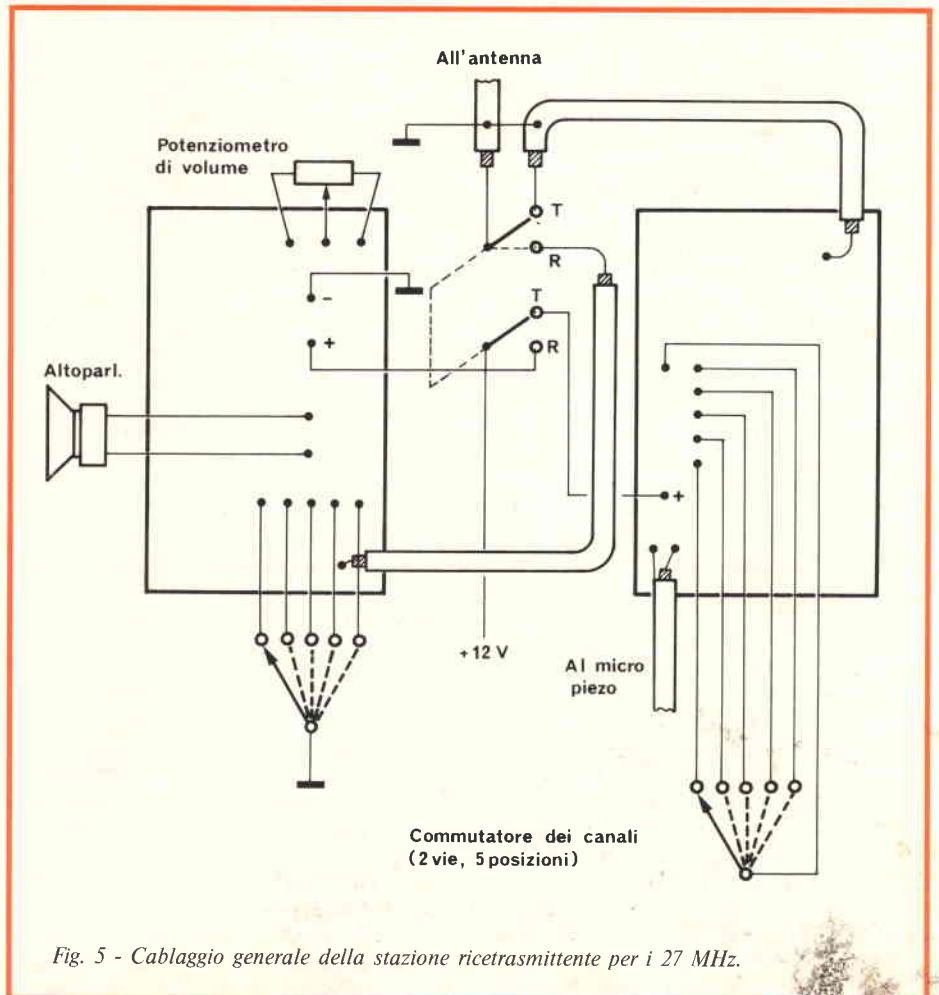 All'antenna
Potenziometro
di volume
T
R
T
R
-
+
Altoparl.
+
+12 V
Al micro
piezo
Commutatore dei canali
(2 vie, 5 posizioni)
Fig. 5 - Cablaggio generale della stazione ricetrasmittente per i 27 MHz.